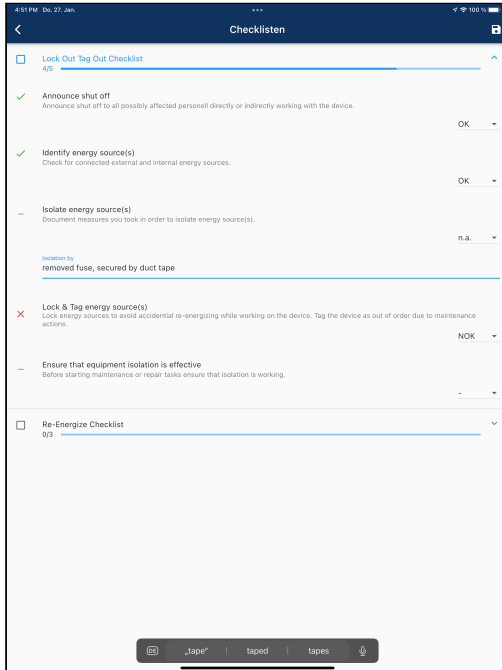 4:51 PM Do. 27. Jan.
100 %
Checklisten
Lock Out Tag Out Checklist
4/5
Announce shut off
Announce shut off to all possibly affected personell directly or indirectly working with the device.
OK
Identify energy source(s)
Check for connected external and internal energy sources.
OK
Isolate energy source(s)
Document measures you took in order to isolate energy source(s).
n.a.
Isolation by
removed fuse, secured by duct tape
Lock & Tag energy source(s)
Lock energy sources to avoid accidential re-energizing while working on the device. Tag the device as out of order due to maintenance
actions.
NOK
Ensure that equipment isolation is effective
Before starting maintenance or repair tasks ensure that isolation is working.
-
Re-Energize Checklist
0/3
DE „tape“ taped tapes